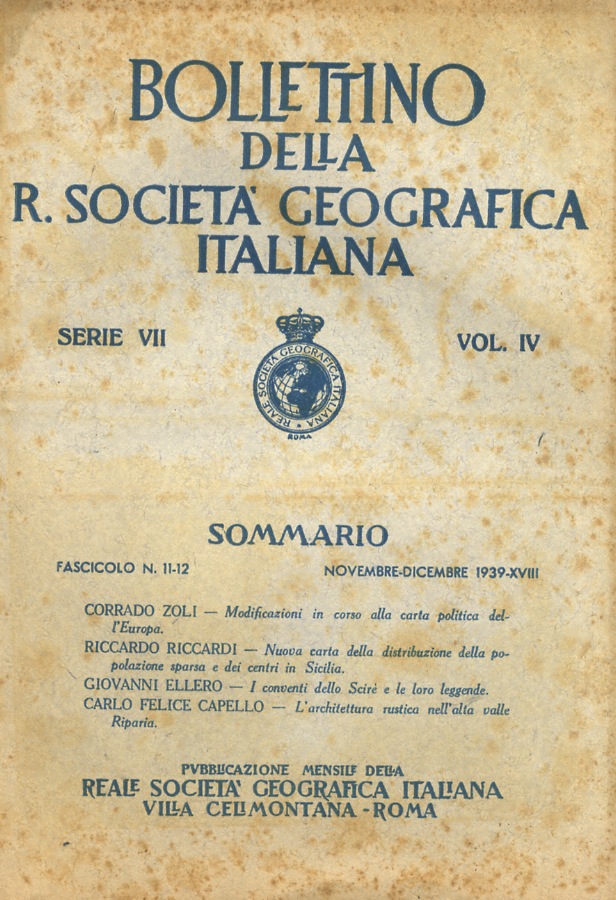 BOLLETTINO
DELLA
R. SOCIETA' GEOGRAFICA
ITALIANA
SERIE VII
VOL. IV
REALE SOCIETÀ GEOGRAFICA ITALIANA
ROMA
SOMMARIO
FASCICOLO N. 11-12
NOVEMBRE-DICEMBRE 1939-XVIII
CORRADO ZOLI — Modificazioni in corso alla carta politica del-
l'Europa.
RICCARDO RICCARDI — Nuova carta della distribuzione della po-
polazione sparsa e dei centri in Sicilia.
GIOVANNI ELLERO — I conventi dello Scirè e le loro leggende.
CARLO FELICE CAPELLO — L'architettura rustica nell'alta valle
Riparia.
PVBBLICAZIONE MENSILE DELLA
REALE SOCIETA' GEOGRAFICA ITALIANA
VILLA CELIMONTANA - ROMA